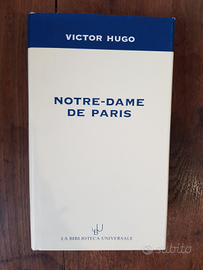 VICTOR HUGO
NOTRE-DAME
DE PARIS
LA BIBLIOTECA UNIVERSALE
subito